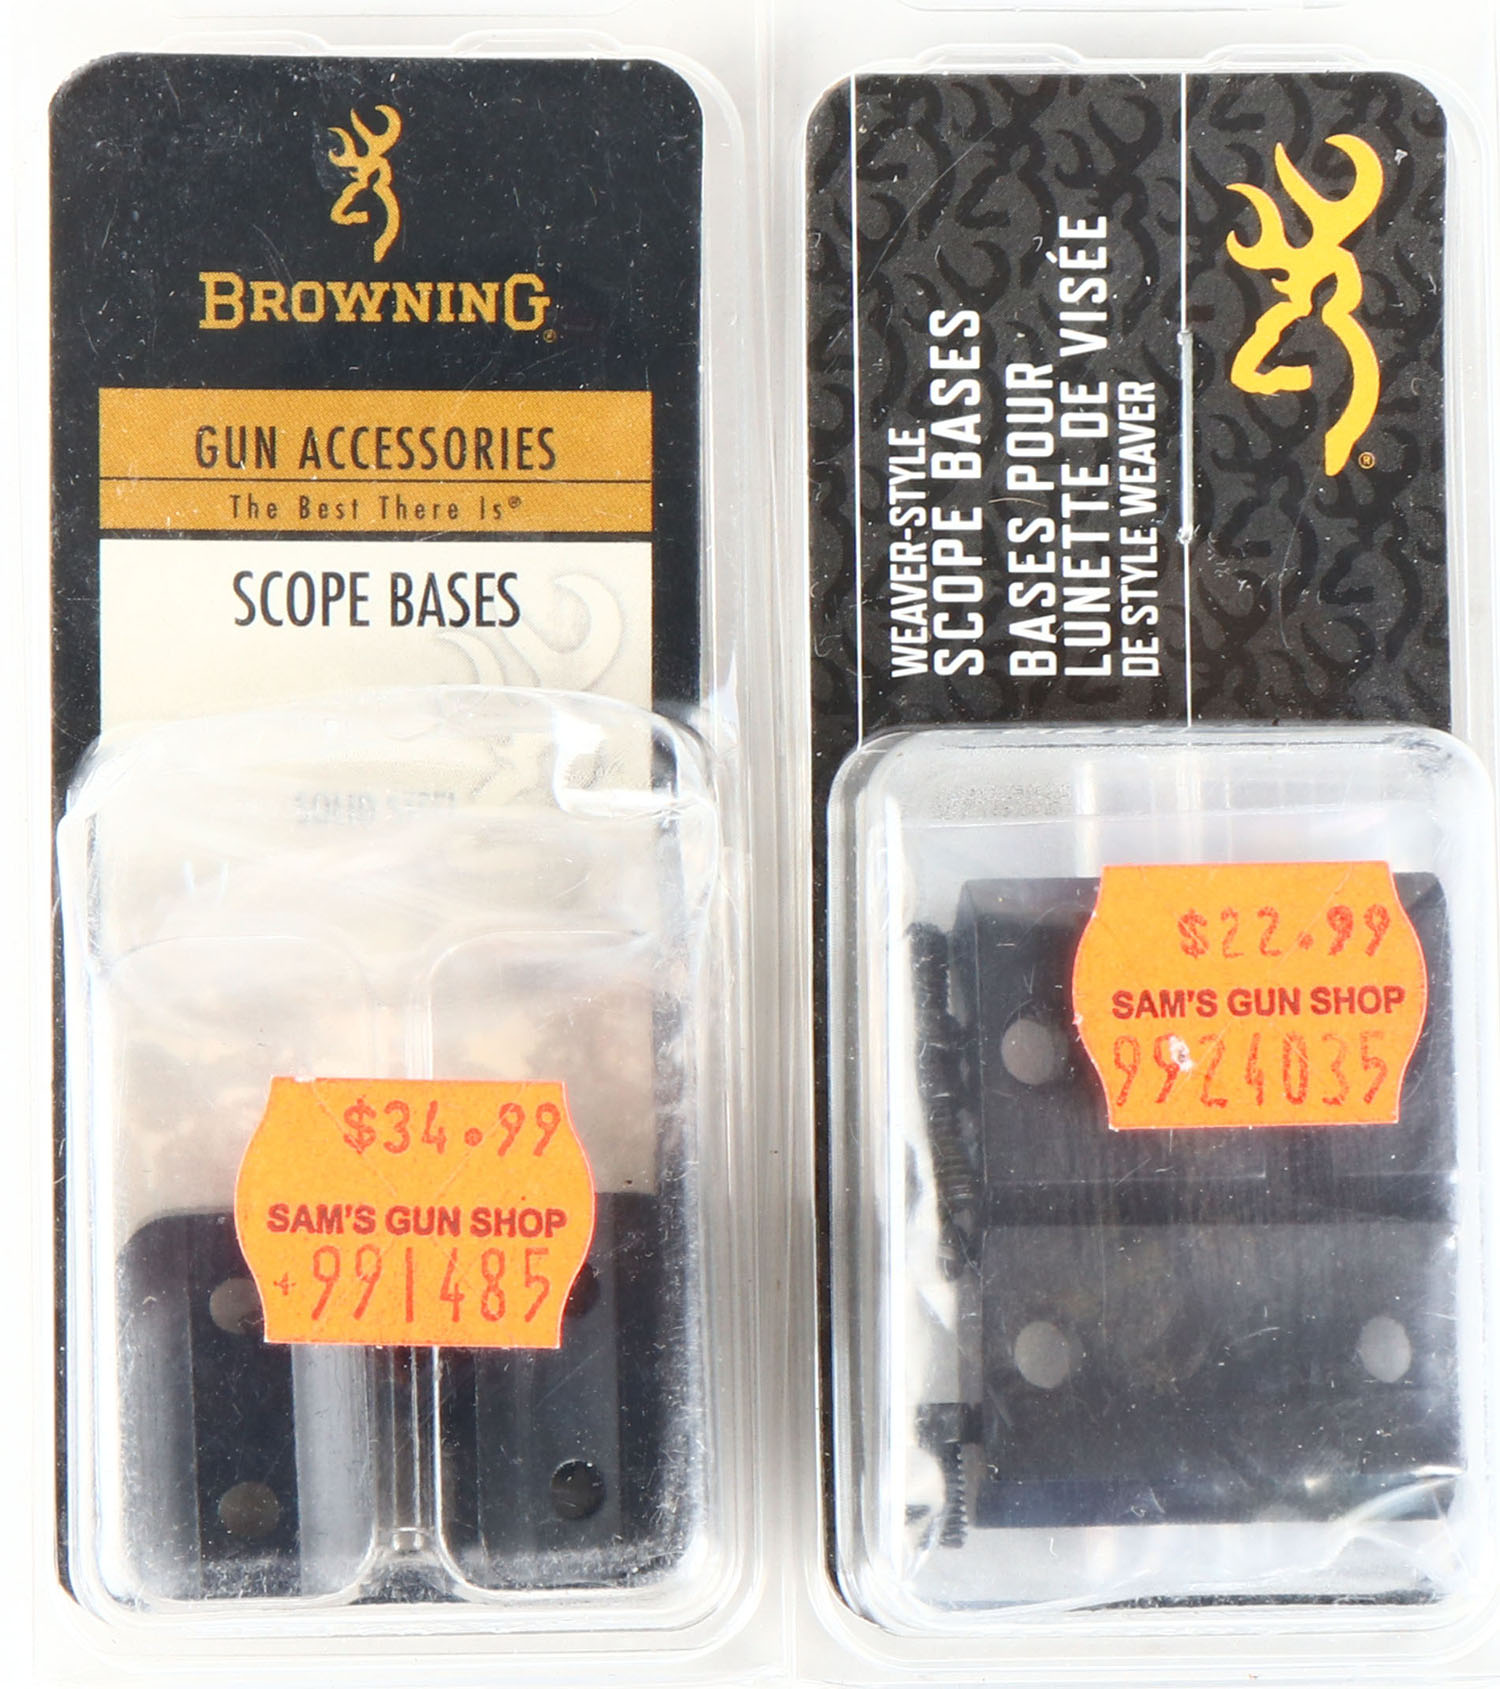 BROWNING®
GUN ACCESSORIES
The Best There Is®
SCOPE BASES
SOLID
$34.99
SAM'S GUN SHOP
991485
WEAVER-STYLE
SCOPE BASES
BASES POUR
LUNETTE DE VISÉE
DE STYLE WEAVER
®
$22.99
SAM'S GUN SHOP
9924035